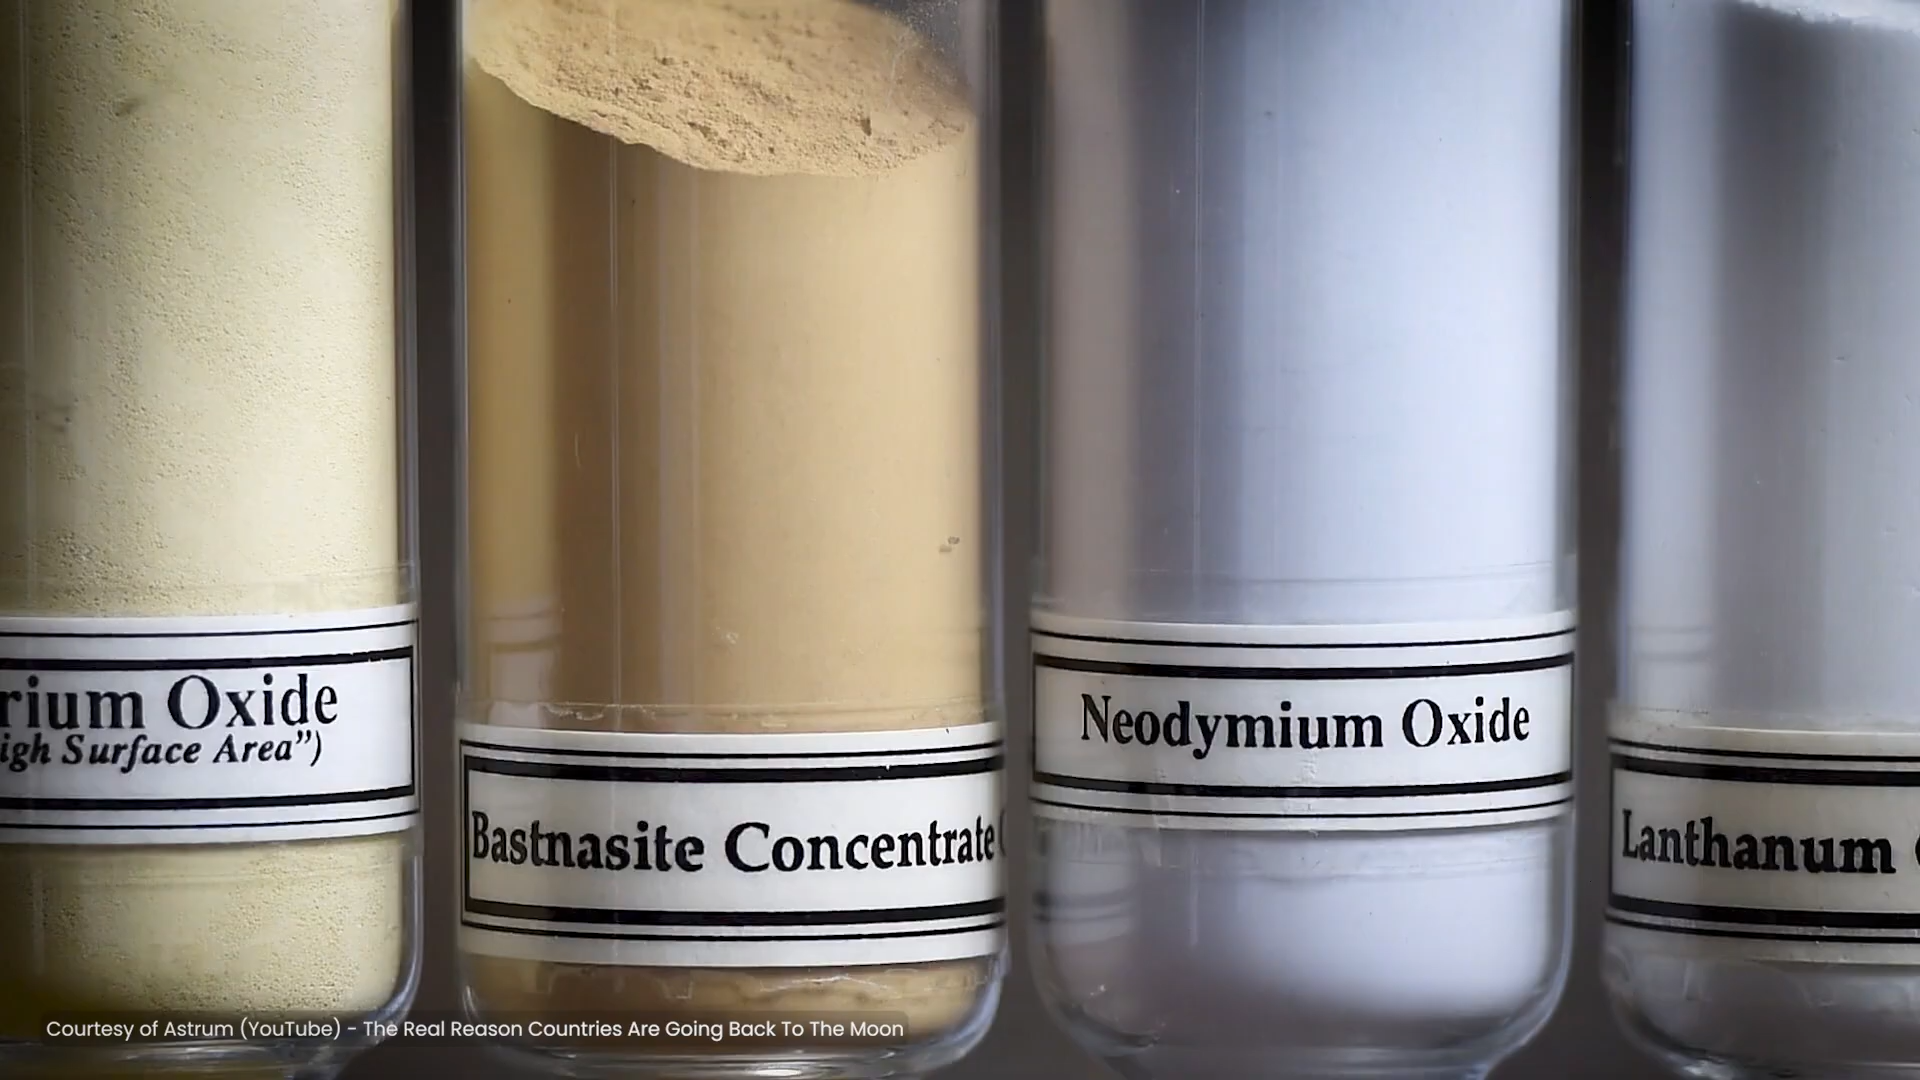 rium Oxide
igh Surface Area”)
Bastnasite Concentrate
Neodymium Oxide
Lanthanum
Courtesy of Astrum (YouTube) - The Real Reason Countries Are Going Back To The Moon